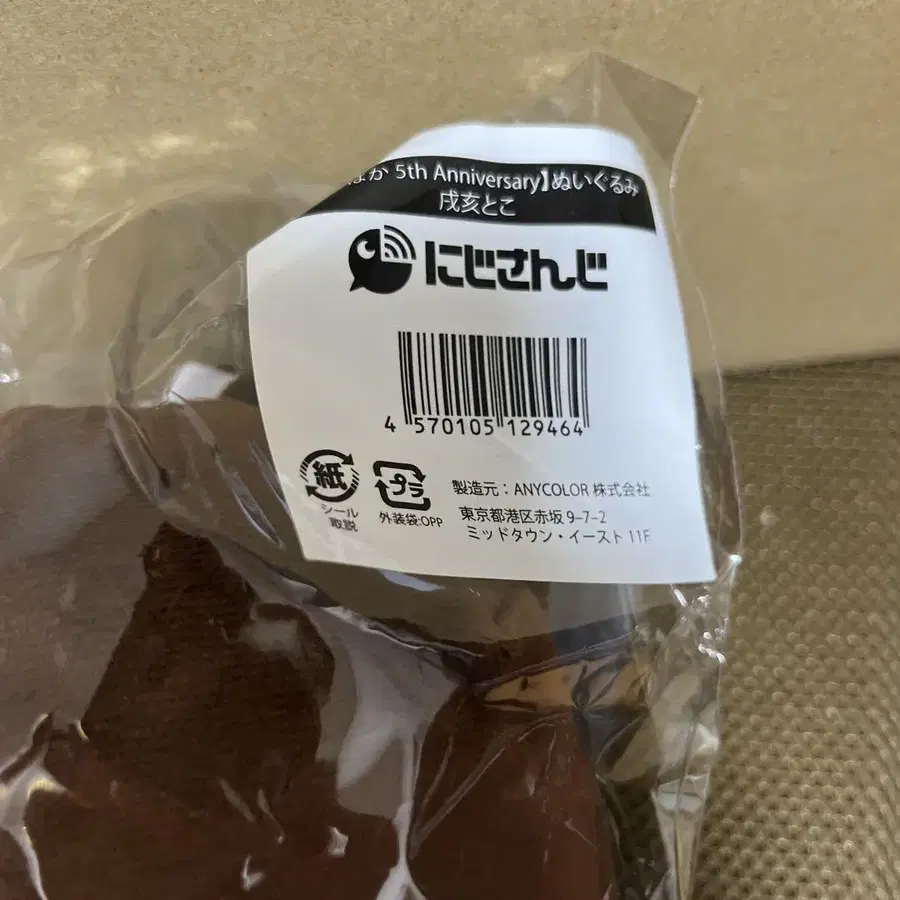 ほか 5th Anniversary】ぬいぐるみ
戌亥とこ
にじさんじ
4 570105 129464
紙
シール
取説
プラ
外装袋:OPP
製造元：ANYCOLOR 株式会社
東京都港区赤坂 9-7-2
ミッドタウン・イースト 11F